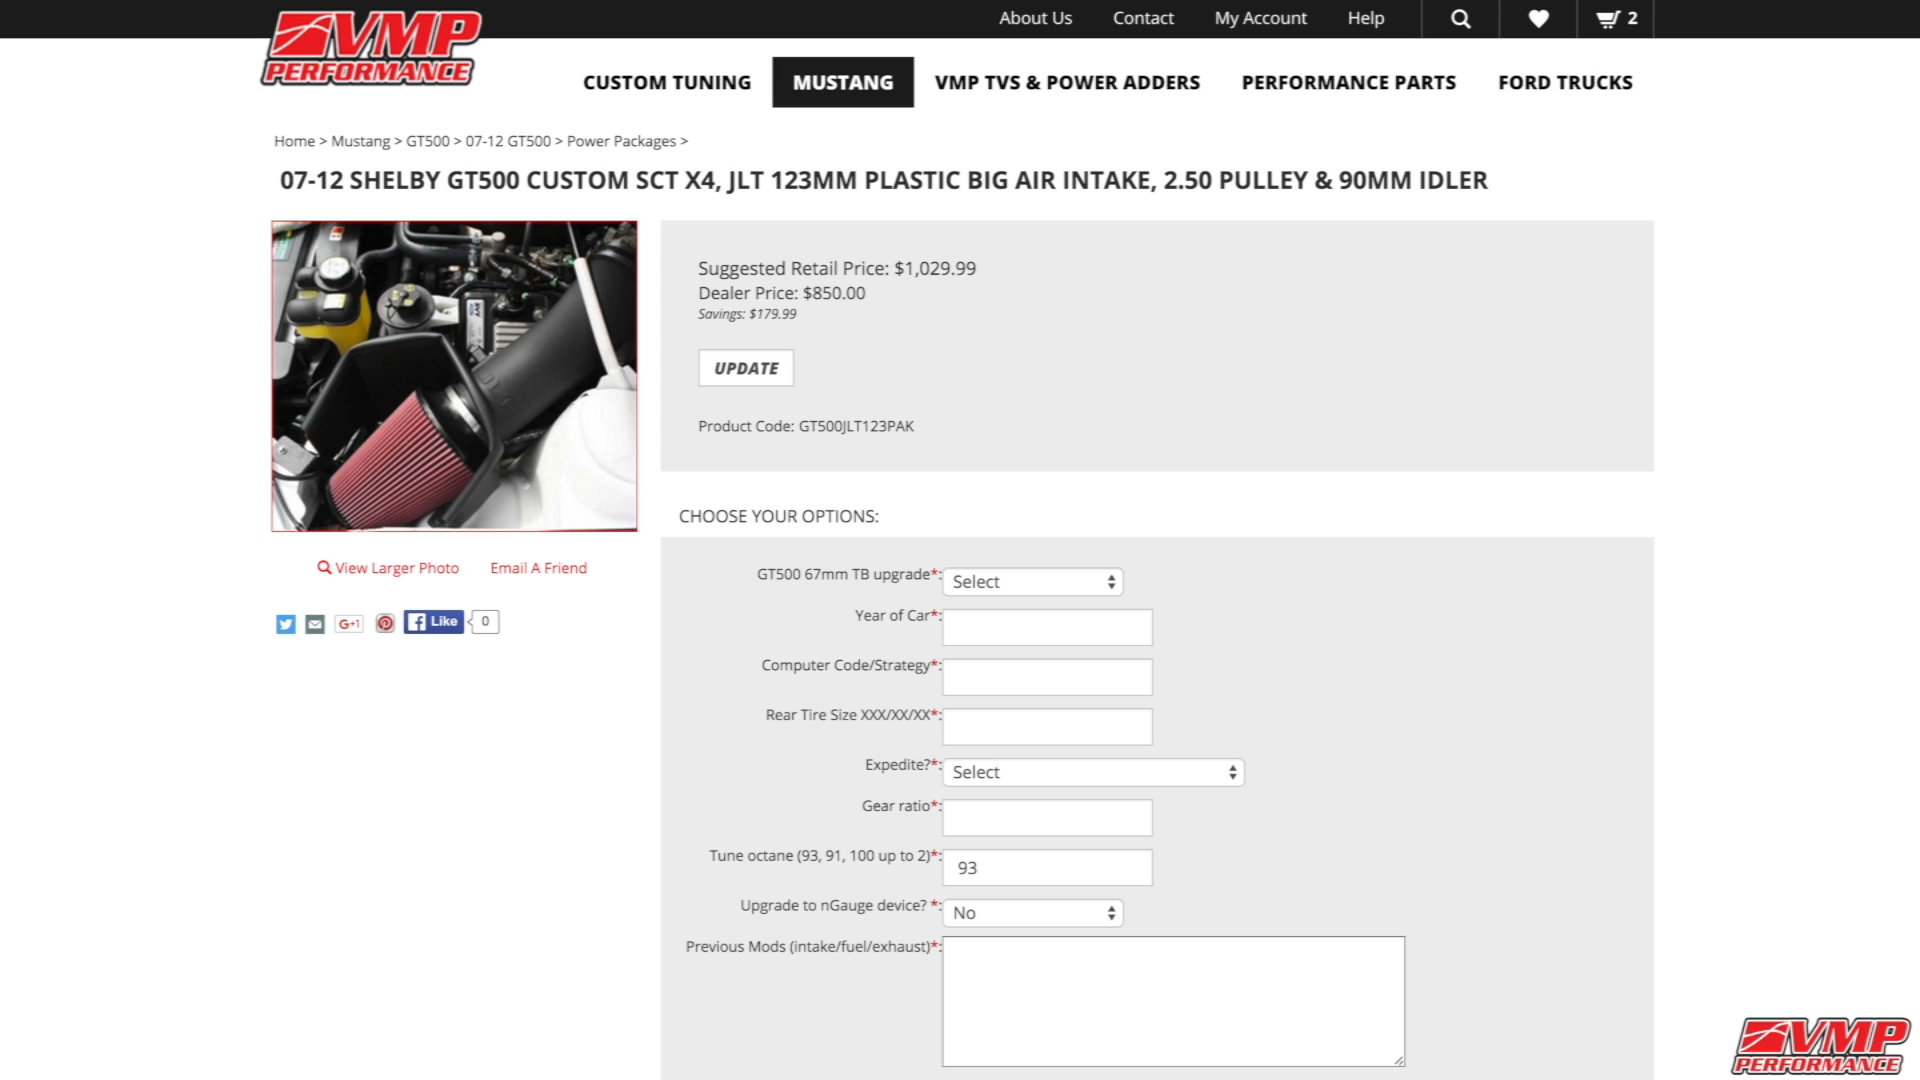 VMP
PERFORMANCE
About Us
Contact
My Account
Help
2
CUSTOM TUNING
MUSTANG
VMP TVS & POWER ADDERS
PERFORMANCE PARTS
FORD TRUCKS
Home > Mustang > GT500 > 07-12 GT500 > Power Packages >
07-12 SHELBY GT500 CUSTOM SCT X4, JLT 123MM PLASTIC BIG AIR INTAKE, 2.50 PULLEY & 90MM IDLER
Suggested Retail Price: $1,029.99
Dealer Price: $850.00
Savings: $179.99
UPDATE
Product Code: GT500JLT123PAK
View Larger Photo
Email A Friend
G+1
Like
0
CHOOSE YOUR OPTIONS:
GT500 67mm TB upgrade*: Select
Year of Car*:
Computer Code/Strategy*:
Rear Tire Size XXX/XX/XX*:
Expedite?*: Select
Gear ratio*:
Tune octane (93, 91, 100 up to 2)*: 93
Upgrade to nGauge device? *: No
Previous Mods (intake/fuel/exhaust)*:
VMP
PERFORMANCE